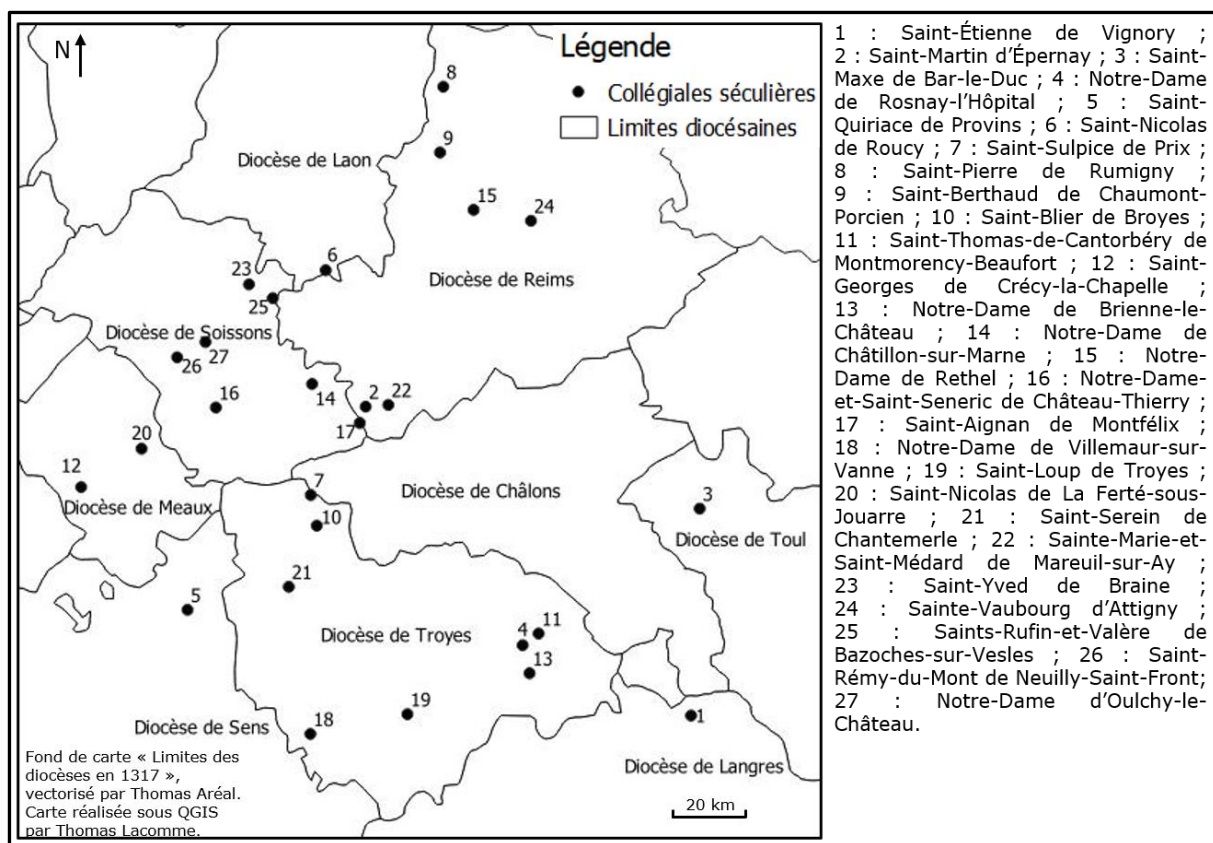 N
Légende
Collégiales séculières
Limites diocésaines
8
Diocèse de Laon
9
15
24
6
23
Diocèse de Reims
25
Diocèse de Soissons
27
26
14
2
22
16
17
20
12
7
Diocèse de Châlons
3
Diocèse de Meaux
10
Diocèse de Toul
21
5
11
4
Diocèse de Troyes
13
19
18
1
Diocèse de Sens
Diocèse de Langres
20 km
Fond de carte « Limites des
diocèses en 1317 »,
vectorisé par Thomas Aréal.
Carte réalisée sous QGIS
par Thomas Lacomme.
1 : Saint-Étienne de Vignory ;
2 : Saint-Martin d’Épernay ; 3 : Saint-
Maxe de Bar-le-Duc ; 4 : Notre-Dame
de Rosnay-l’Hôpital ; 5 : Saint-
Quiriace de Provins ; 6 : Saint-Nicolas
de Roucy ; 7 : Saint-Sulpice de Prix ;
8 : Saint-Pierre de Rumigny ;
9 : Saint-Berthaud de Chaumont-
Porcien ; 10 : Saint-Blier de Broyes ;
11 : Saint-Thomas-de-Cantorbéry de
Montmorency-Beaufort ; 12 : Saint-
Georges de Crécy-la-Chapelle ;
13 : Notre-Dame de Brienne-le-
Château ; 14 : Notre-Dame de
Châtillon-sur-Marne ; 15 : Notre-
Dame de Rethel ; 16 : Notre-Dame-
et-Saint-Seneric de Château-Thierry ;
17 : Saint-Aignan de Montfélix ;
18 : Notre-Dame de Villemaur-sur-
Vanne ; 19 : Saint-Loup de Troyes ;
20 : Saint-Nicolas de La Ferté-sous-
Jouarre ; 21 : Saint-Serein de
Chantemerle ; 22 : Sainte-Marie-et-
Saint-Médard de Mareuil-sur-Ay ;
23 : Saint-Yved de Braine ;
24 : Sainte-Vaubourg d’Attigny ;
25 : Saints-Rufin-et-Valère de
Bazoches-sur-Vesles ; 26 : Saint-
Rémy-du-Mont de Neuilly-Saint-Front;
27 : Notre-Dame d’Oulchy-le-
Château.